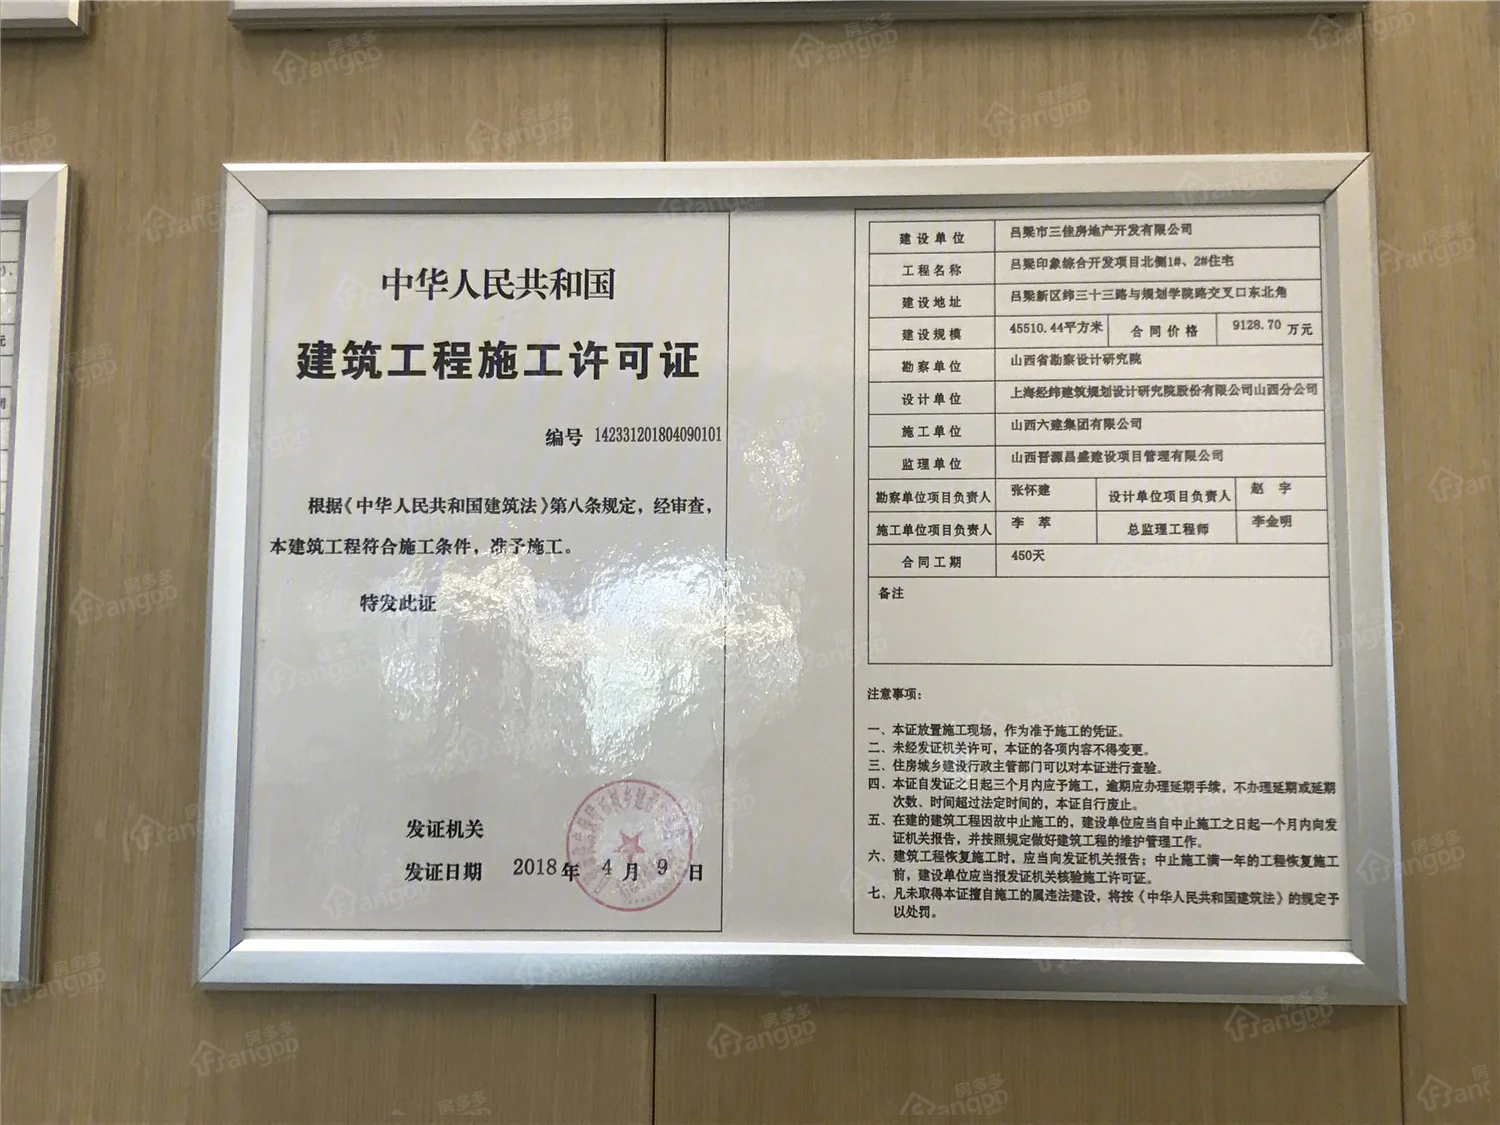 中华人民共和国
建筑工程施工许可证
编号 142331201804090101
根据《中华人民共和国建筑法》第八条规定，经审查，
本建筑工程符合施工条件，准予施工。
特发此证
发证机关
发证日期 2018 年 4 月 9 日
建设单位 吕梁市三佳房地产开发有限公司
工程名称 吕梁印象综合开发项目北侧1#、2#住宅
建设地址 吕梁新区纬三十三路与规划学院路交叉口东北角
建设规模 45510.44平方米 合同价格 9128.70 万元
勘察单位 山西省勘察设计研究院
设计单位 上海经纬建筑规划设计研究院股份有限公司山西分公司
施工单位 山西六建集团有限公司
监理单位 山西晋源昌盛建设项目管理有限公司
勘察单位项目负责人 张怀建 设计单位项目负责人 赵 宇
施工单位项目负责人 李 萃 总监理工程师 李金明
合同工期 450天
备注
注意事项：
一、本证放置施工现场，作为准予施工的凭证。
二、未经发证机关许可，本证的各项内容不得变更。
三、住房城乡建设行政主管部门可以对本证进行查验。
四、本证自发证之日起三个月内应予施工，逾期应办理延期手续，不办理延期或延期
次数、时间超过法定时间的，本证自行废止。
五、在建的建筑工程因故中止施工的，建设单位应当自中止施工之日起一个月内向发
证机关报告，并按照规定做好建筑工程的维护管理工作。
六、建筑工程恢复施工时，应当向发证机关报告；中止施工满一年的工程恢复施工
前，建设单位应当报发证机关核验施工许可证。
七、凡未取得本证擅自施工的属违法建设，将按《中华人民共和国建筑法》的规定予
以处罚。
房多多
Fangdd.com